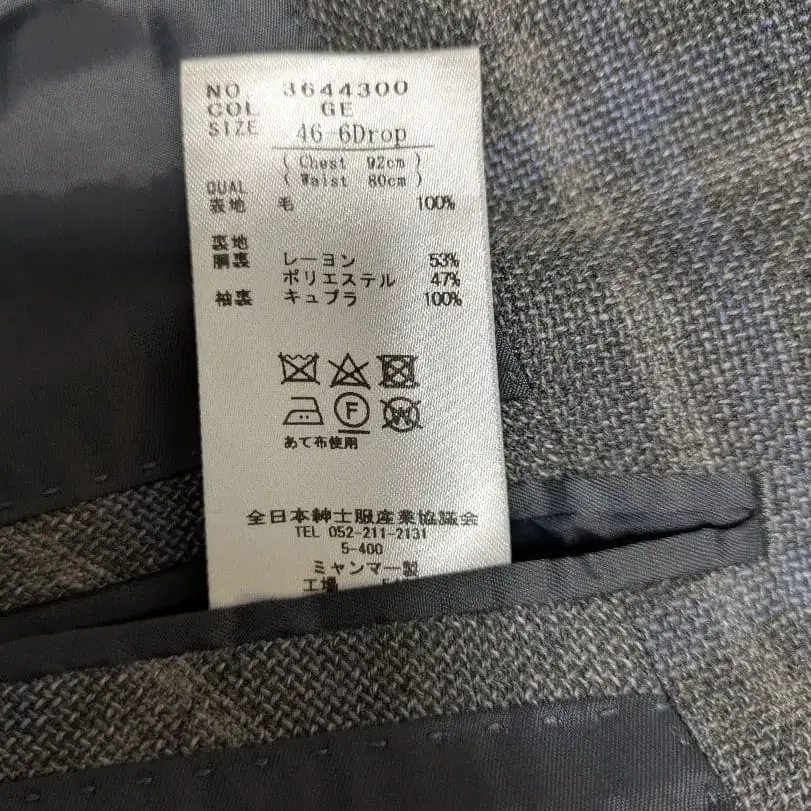 NO. 3644300
COL GE
SIZE 46-6Drop
( Chest 92cm )
( Waist 80cm )
QUAL
表地 毛 100%
裏地
胴裏 レーヨン 53%
ポリエステル 47%
袖裏 キュプラ 100%
F W
あて布使用
全日本紳士服産業協議会
TEL 052-211-2131
5-400
ミャンマー製
工場